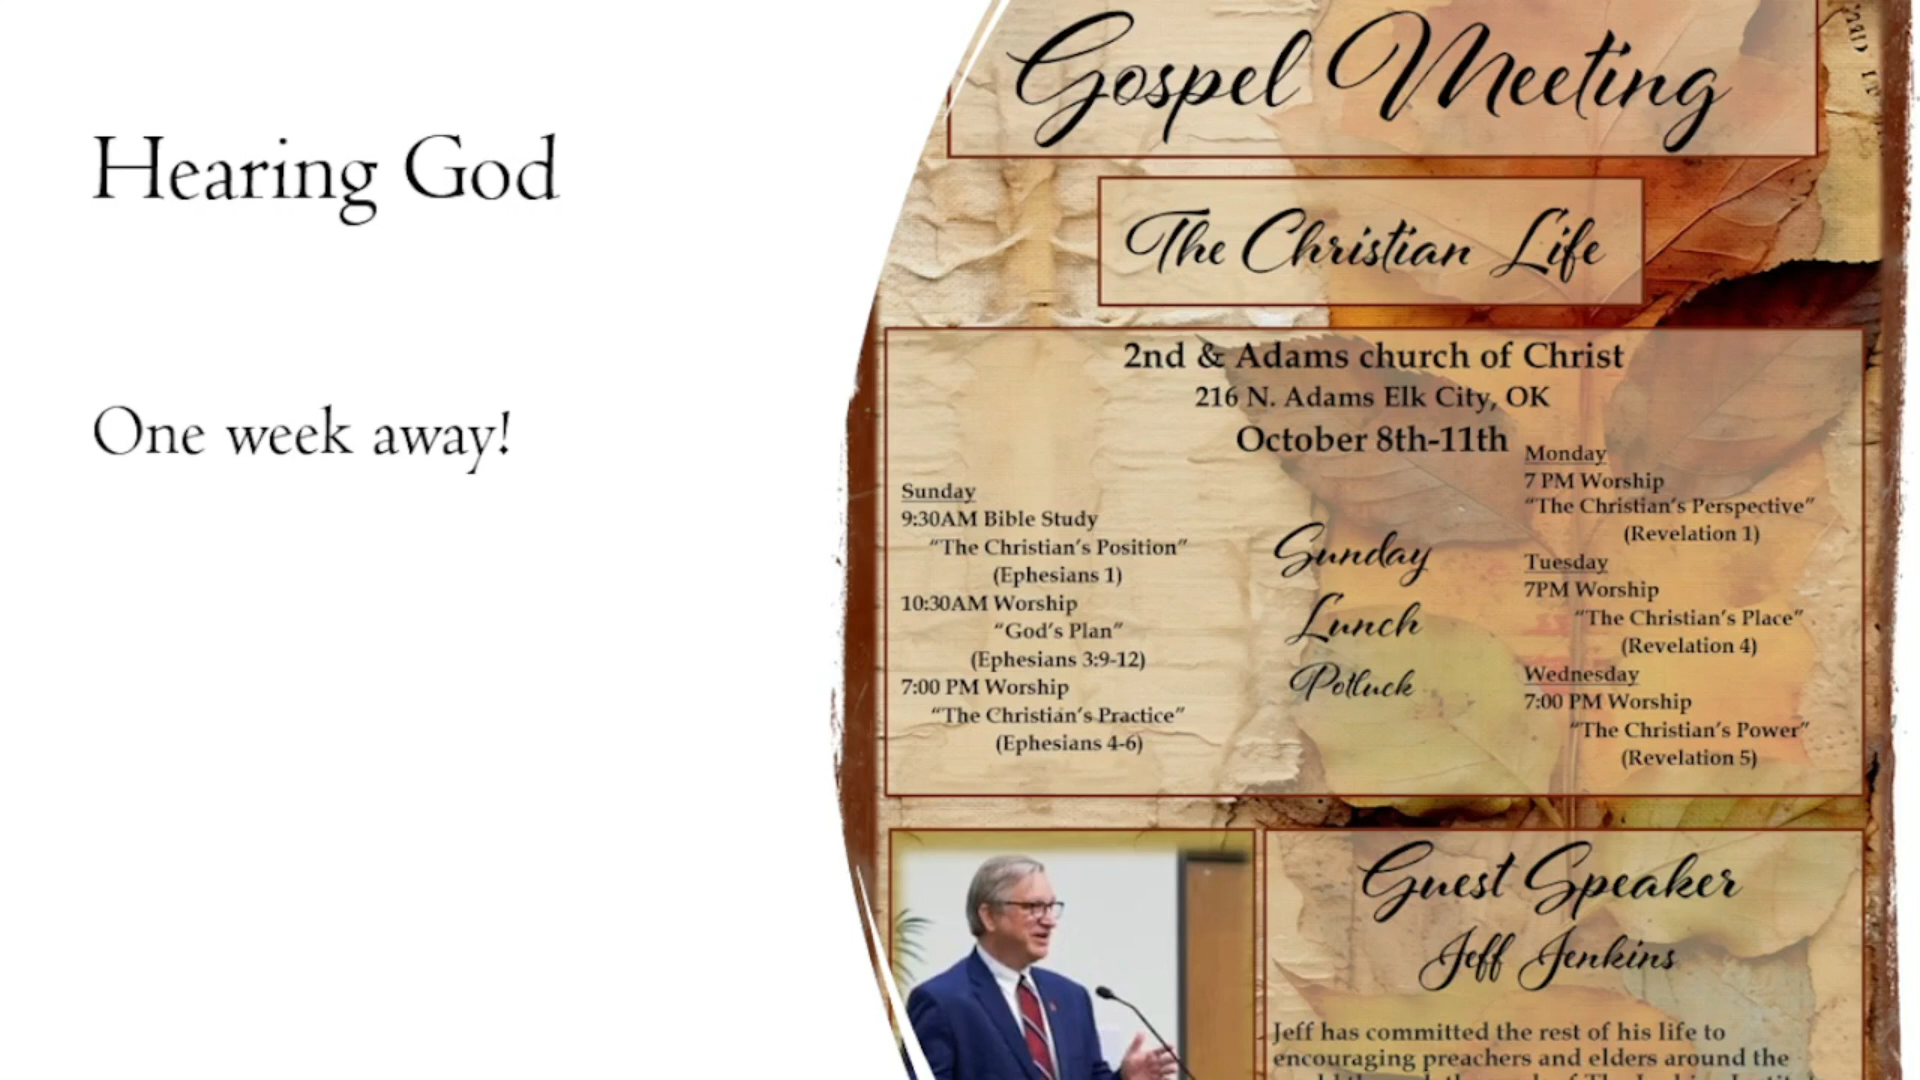 Hearing God
One week away!
Gospel Meeting
The Christian Life
2nd & Adams church of Christ
216 N. Adams Elk City, OK
October 8th-11th
Sunday
9:30AM Bible Study
“The Christian’s Position”
(Ephesians 1)
10:30AM Worship
“God’s Plan”
(Ephesians 3:9-12)
7:00 PM Worship
“The Christian’s Practice”
(Ephesians 4-6)
Sunday
Lunch
Potluck
Monday
7 PM Worship
“The Christian’s Perspective”
(Revelation 1)
Tuesday
7PM Worship
“The Christian’s Place”
(Revelation 4)
Wednesday
7:00 PM Worship
“The Christian’s Power”
(Revelation 5)
Guest Speaker
Jeff Jenkins
Jeff has committed the rest of his life to
encouraging preachers and elders around the